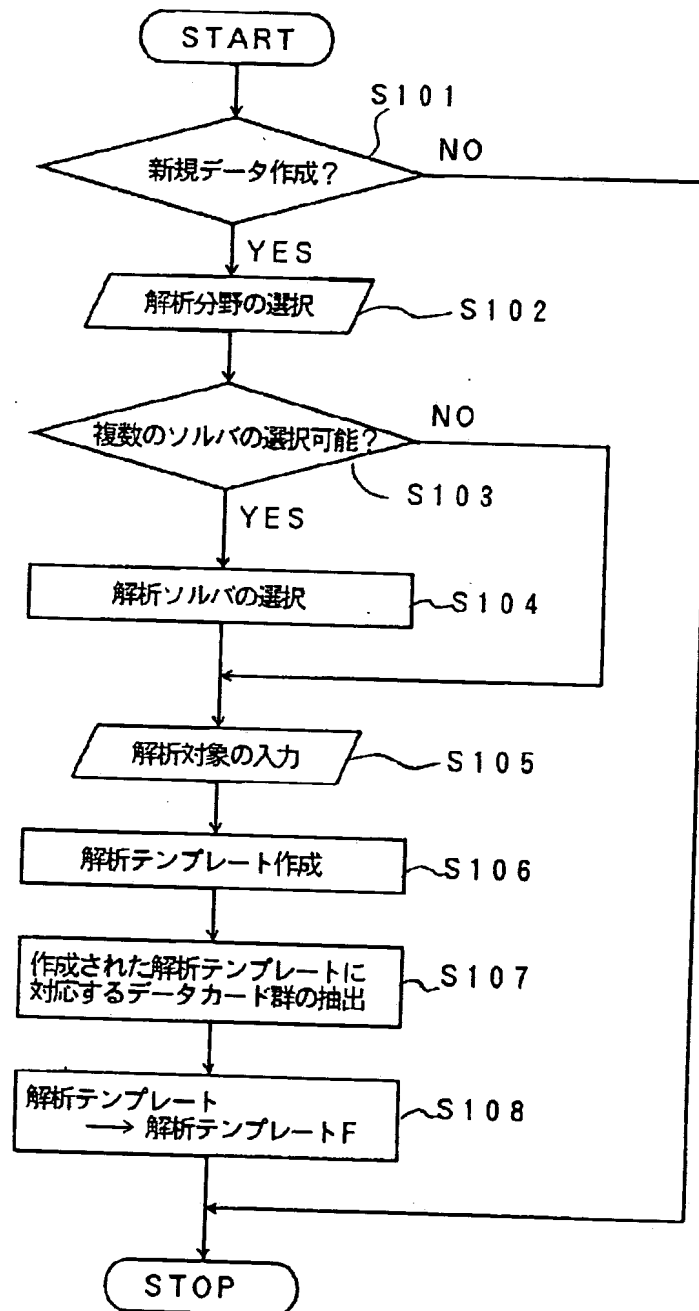 START
S101
新規データ作成?
NO
YES
解析分野の選択
S102
複数のソルバの選択可能?
NO
S103
YES
解析ソルバの選択
S104
解析対象の入力
S105
解析テンプレート作成
S106
作成された解析テンプレートに
対応するデータカード群の抽出
S107
解析テンプレート
→ 解析テンプレートF
S108
STOP